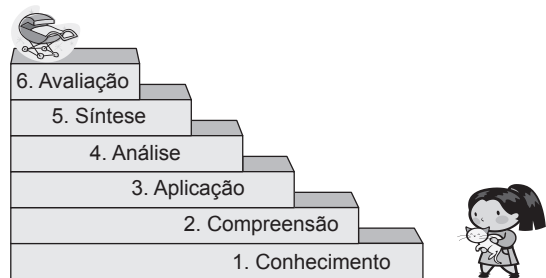 6. Avaliação
5. Síntese
4. Análise
3. Aplicação
2. Compreensão
1. Conhecimento